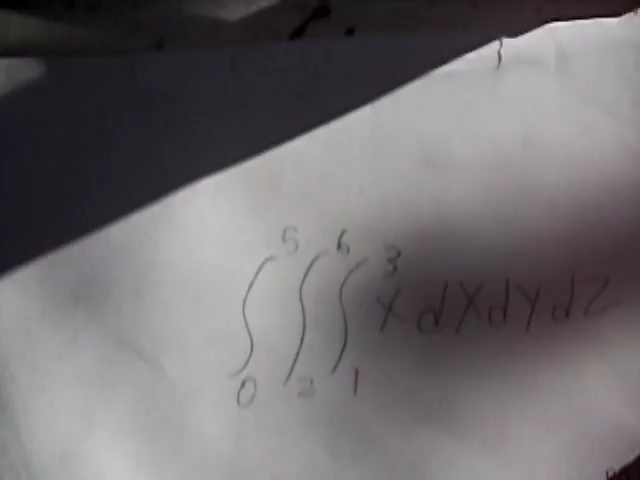 ∫₀⁵ ∫₂⁶ ∫₁³ x dx dy dz